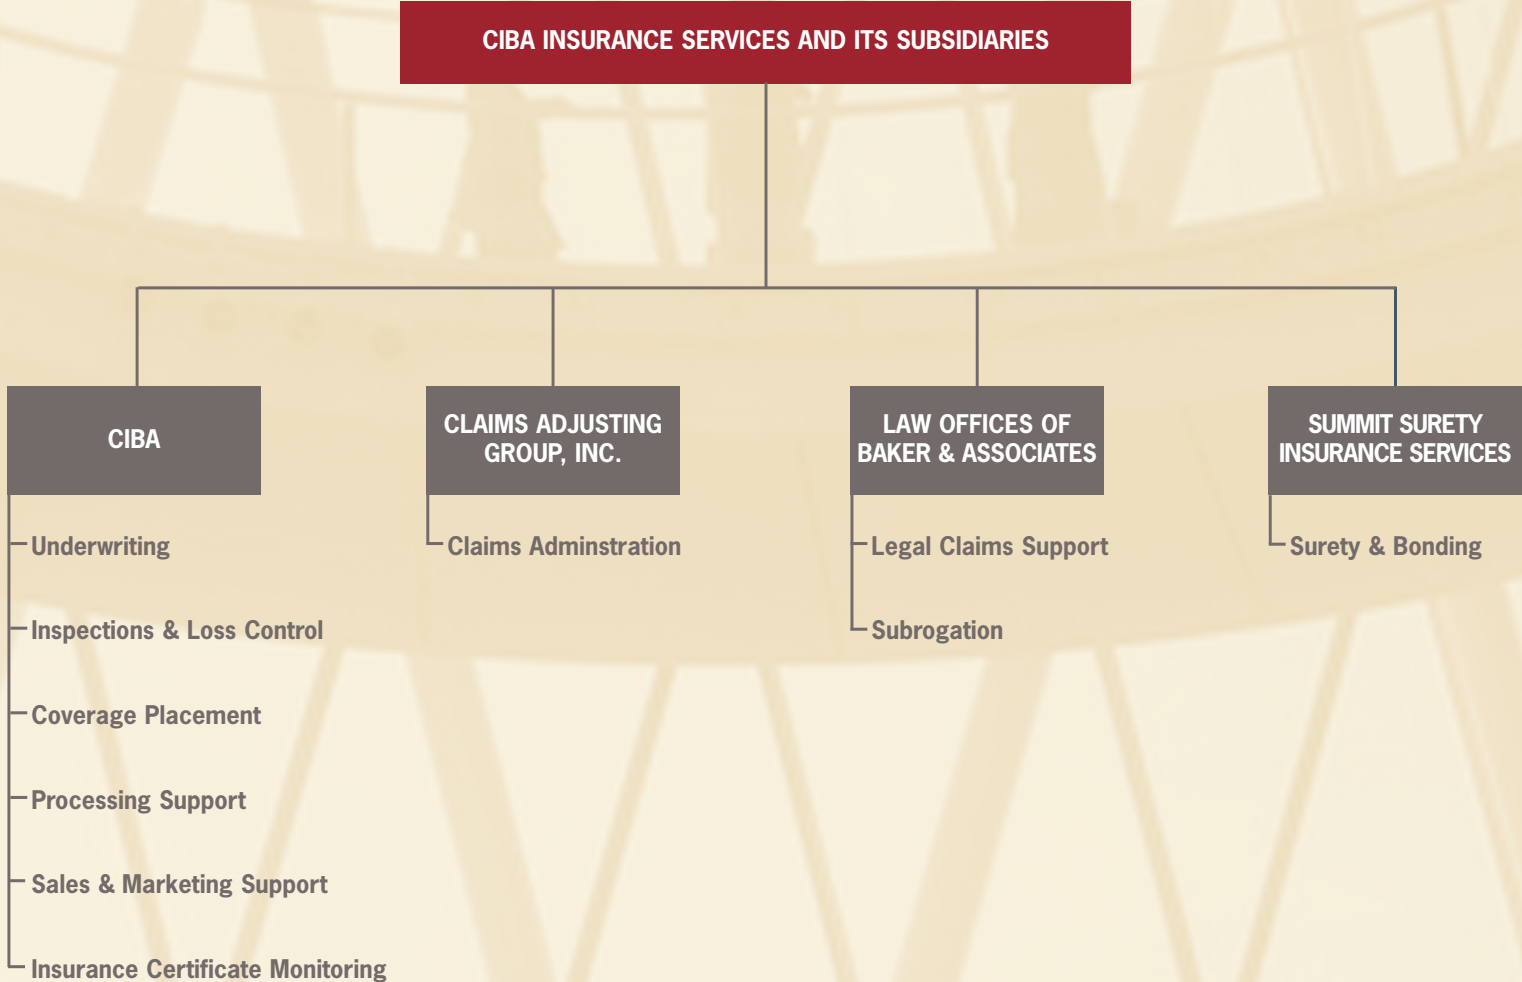 CIBA INSURANCE SERVICES AND ITS SUBSIDIARIES
CIBA
Underwriting
Inspections & Loss Control
Coverage Placement
Processing Support
Sales & Marketing Support
Insurance Certificate Monitoring
CLAIMS ADJUSTING
GROUP, INC.
Claims Adminstration
LAW OFFICES OF
BAKER & ASSOCIATES
Legal Claims Support
Subrogation
SUMMIT SURETY
INSURANCE SERVICES
Surety & Bonding